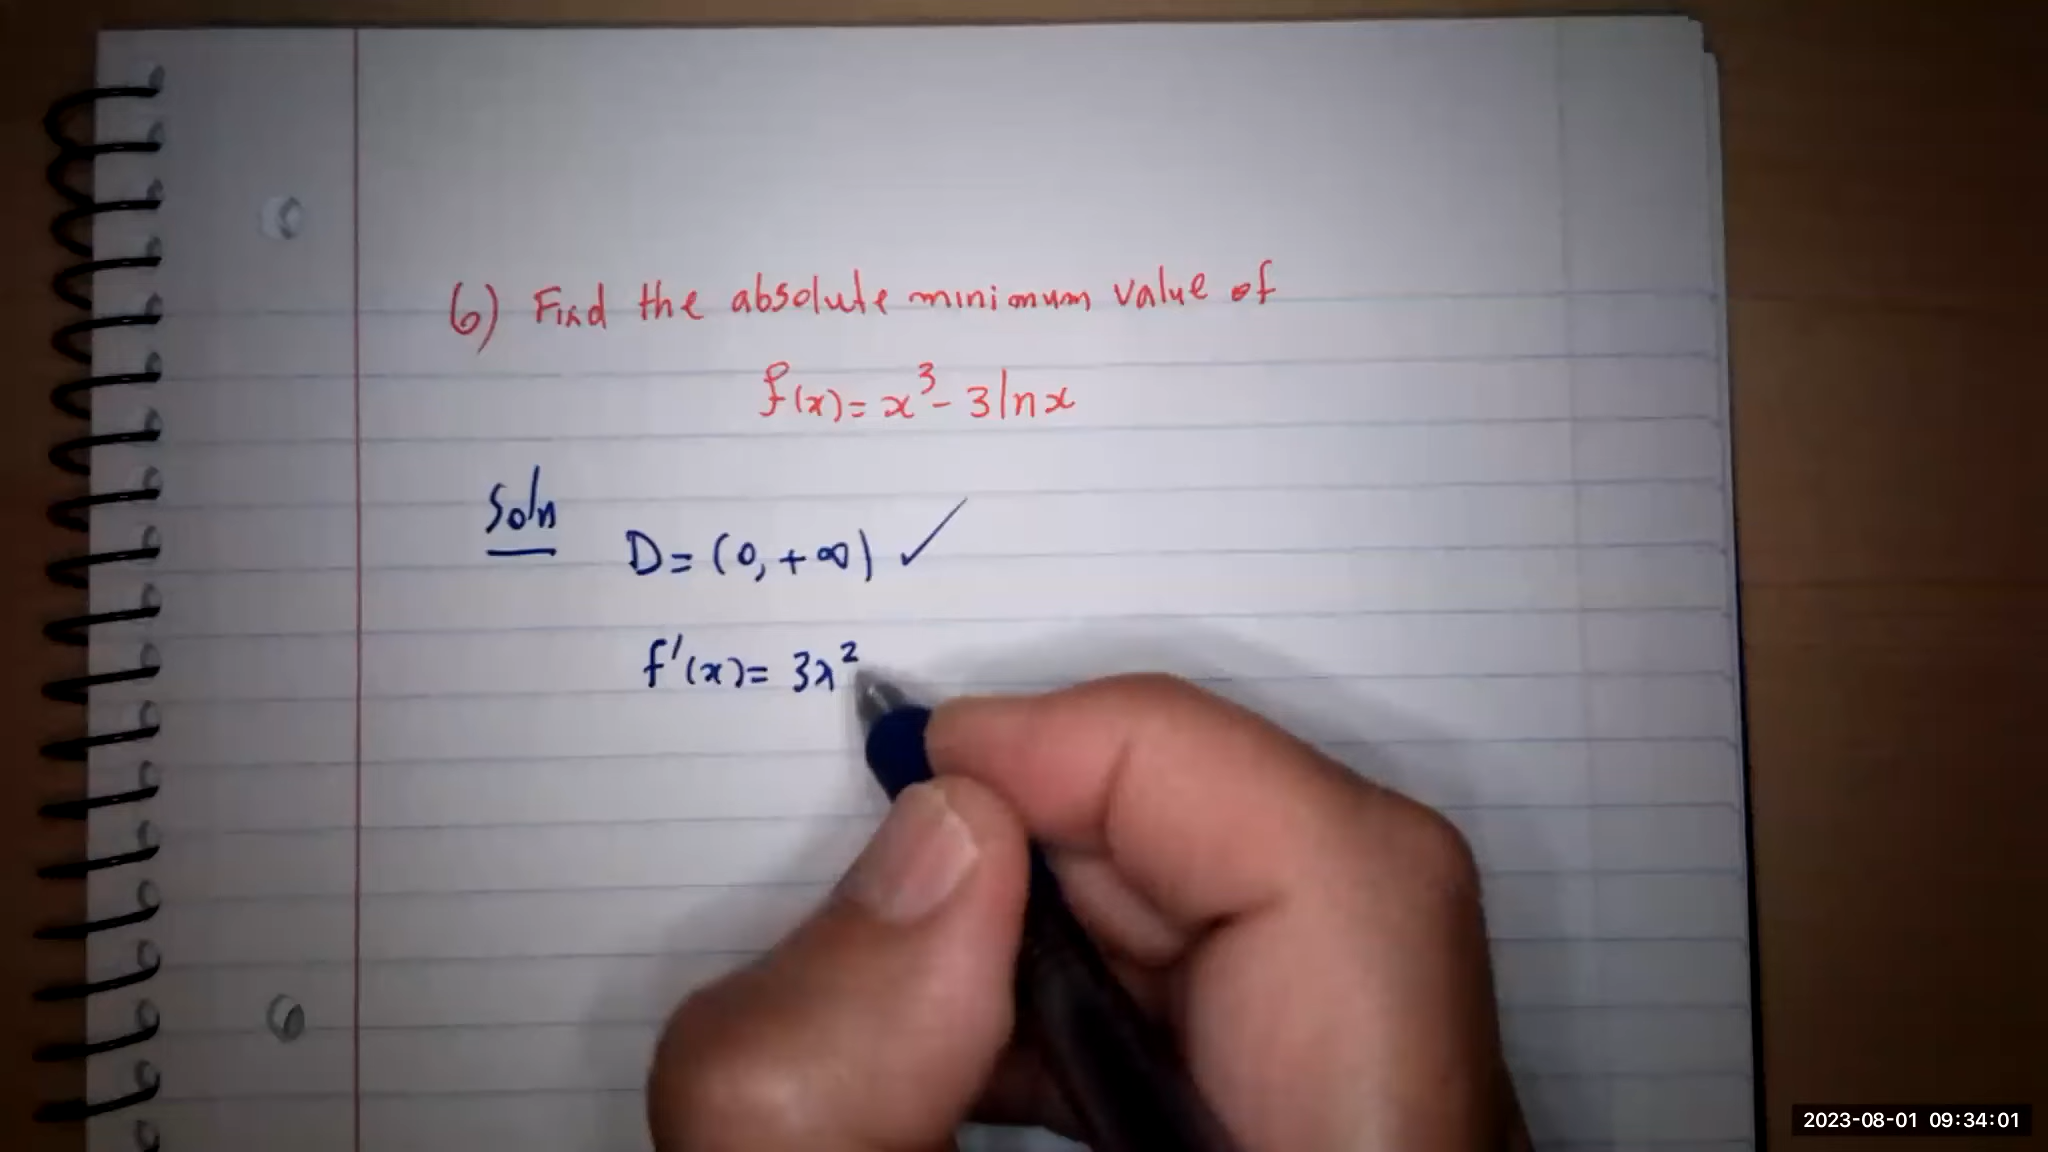 6) Find the absolute minimum value of
f(x) = x³ - 3 ln x
Soln
D = (0, + ∞) ✓
f'(x) = 3x²
2023-08-01 09:34:01